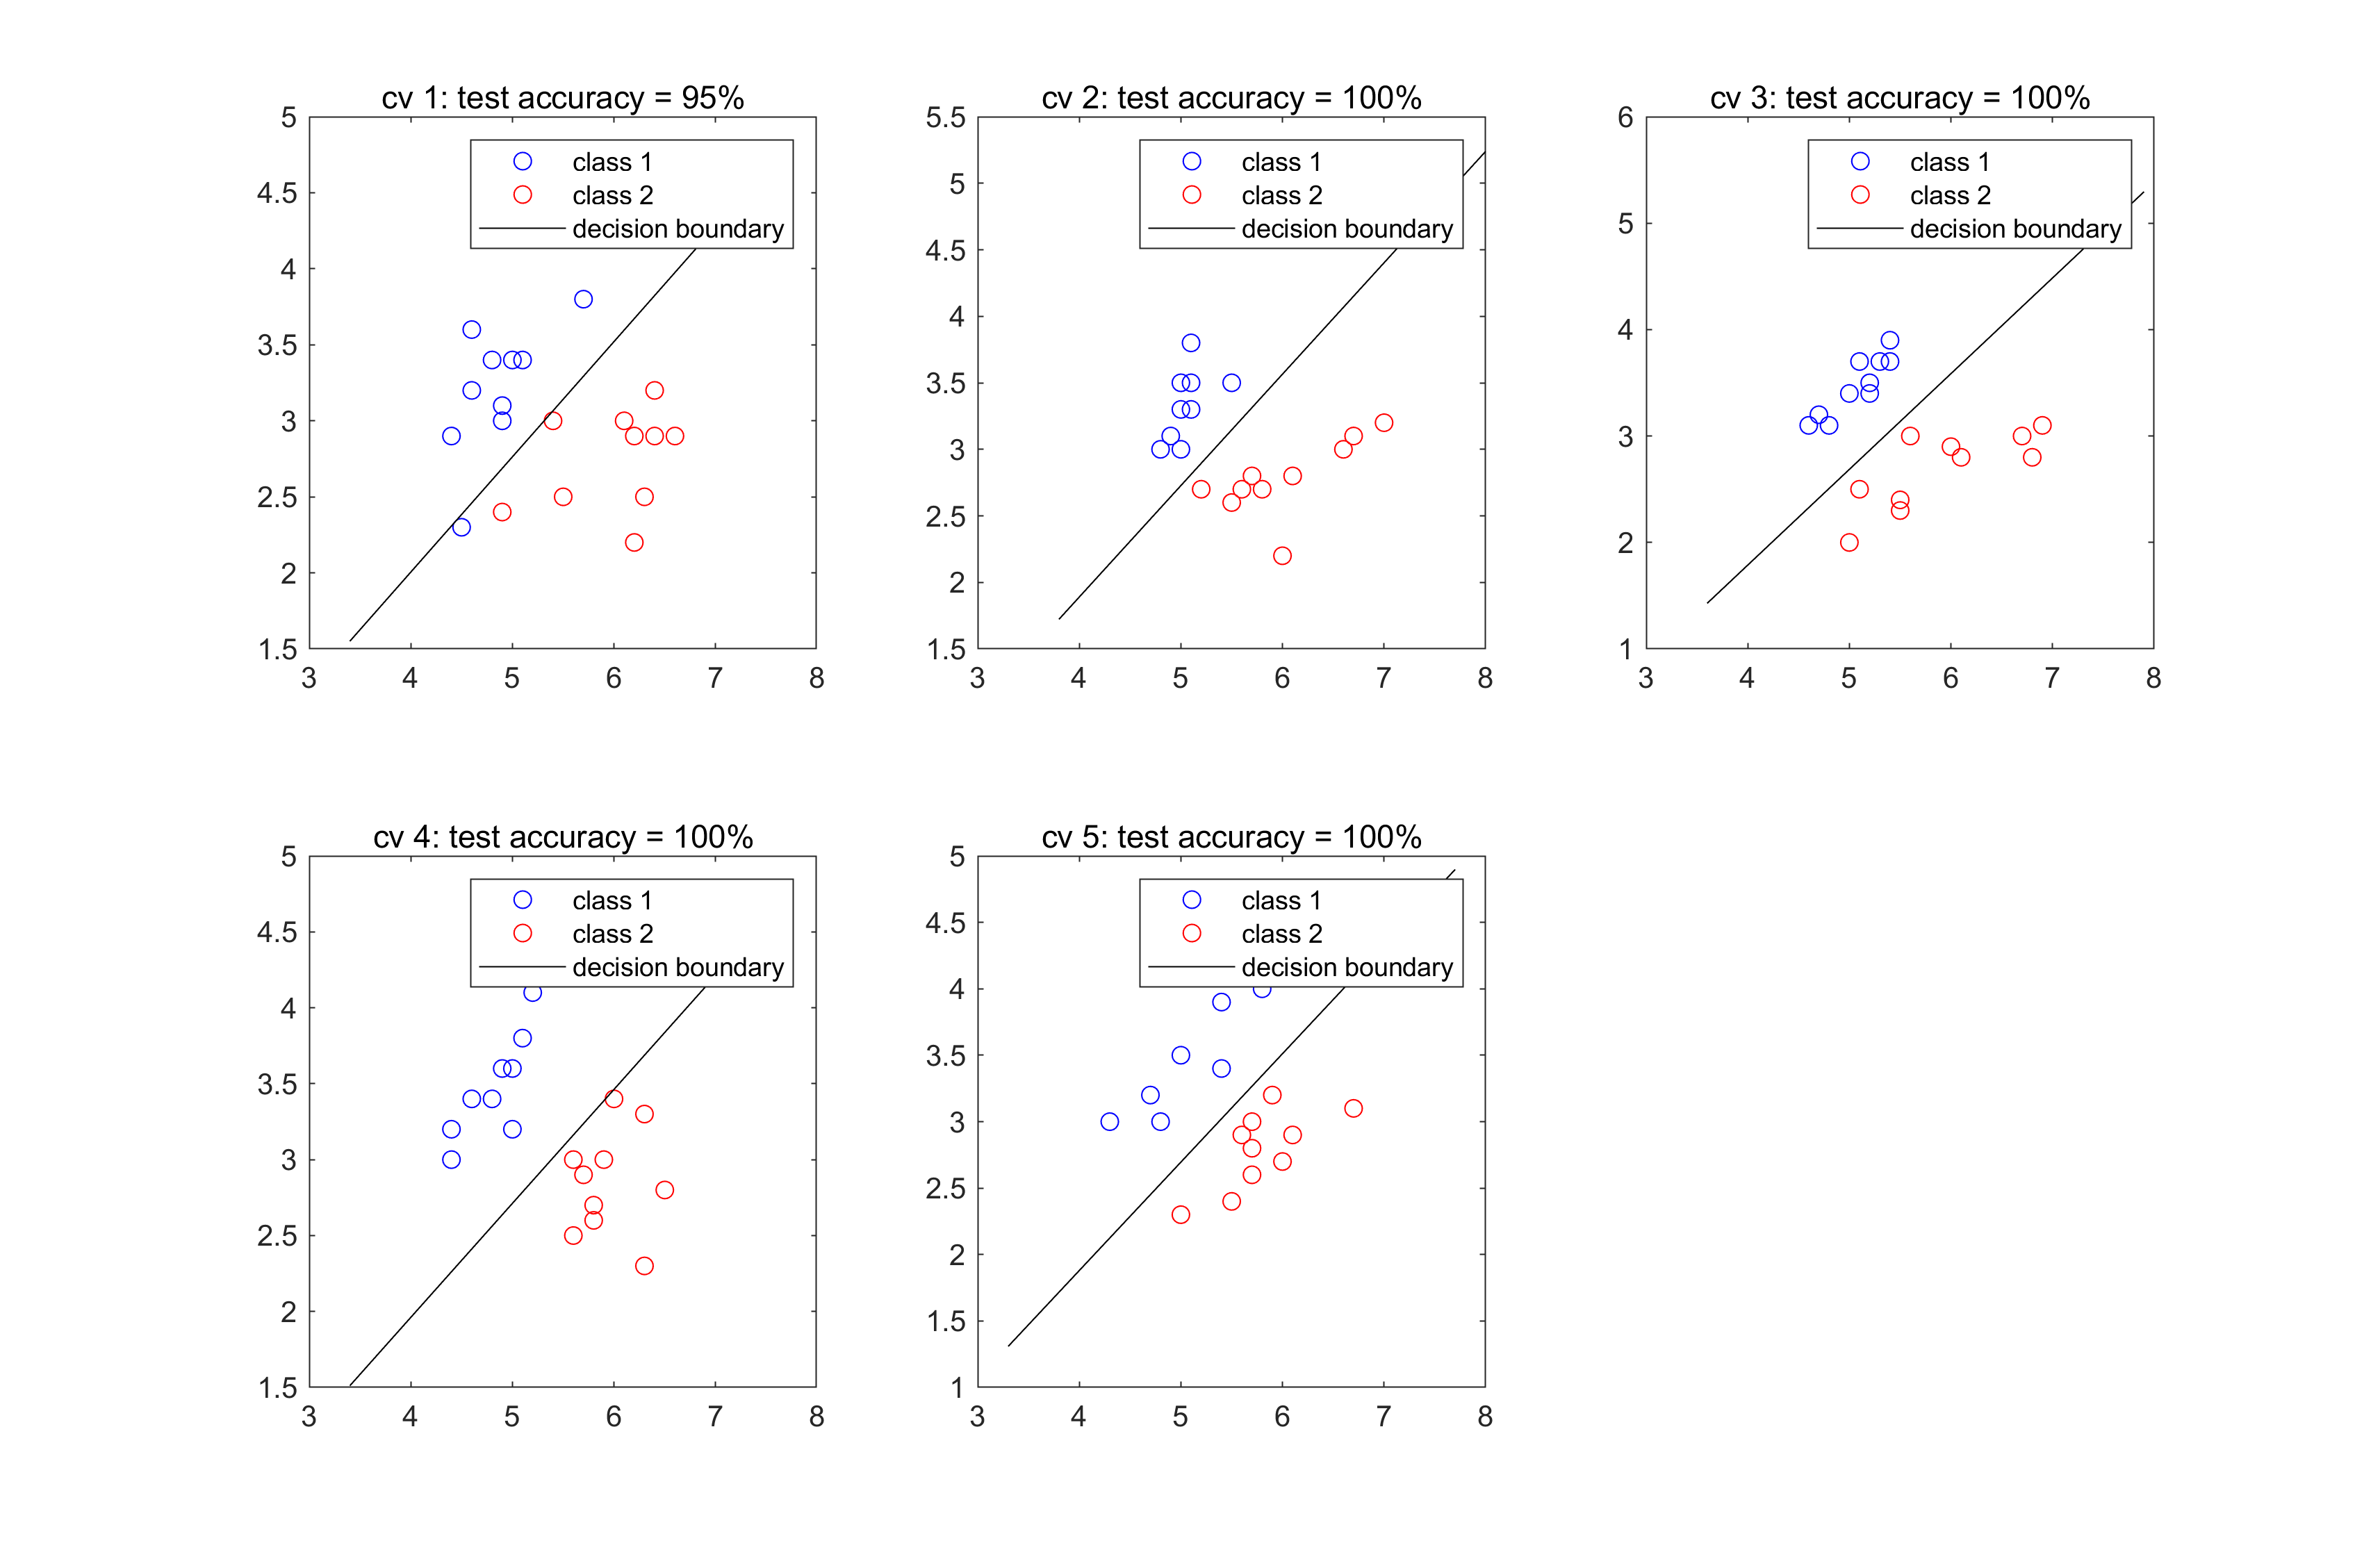 cv 1: test accuracy = 95%
5
4.5
4
3.5
3
2.5
2
1.5
3 4 5 6 7 8
class 1
class 2
decision boundary
cv 2: test accuracy = 100%
5.5
5
4.5
4
3.5
3
2.5
2
1.5
3 4 5 6 7 8
class 1
class 2
decision boundary
cv 3: test accuracy = 100%
6
5
4
3
2
1
3 4 5 6 7 8
class 1
class 2
decision boundary
cv 4: test accuracy = 100%
5
4.5
4
3.5
3
2.5
2
1.5
3 4 5 6 7 8
class 1
class 2
decision boundary
cv 5: test accuracy = 100%
5
4.5
4
3.5
3
2.5
2
1.5
1
3 4 5 6 7 8
class 1
class 2
decision boundary